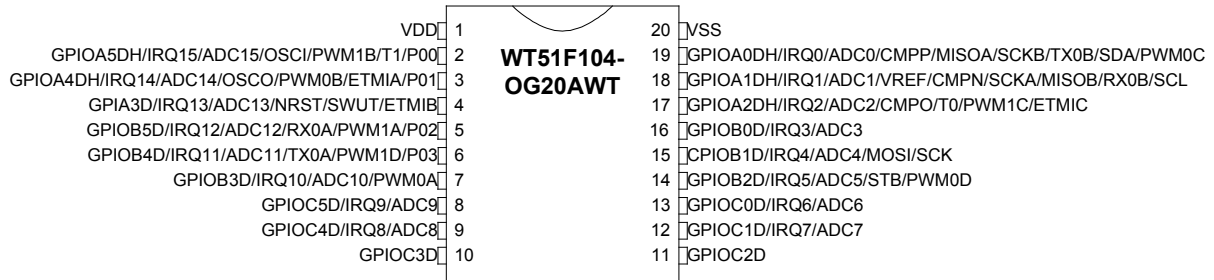 VDD 1 20 VSS
GPIOA5DH/IRQ15/ADC15/OSCI/PWM1B/T1/P00 2 WT51F104- 19 GPIOA0DH/IRQ0/ADC0/CMPP/MISOA/SCKB/TX0B/SDA/PWM0C
GPIOA4DH/IRQ14/ADC14/OSCO/PWM0B/ETMIA/P01 3 OG20AWT 18 GPIOA1DH/IRQ1/ADC1/VREF/CMPN/SCKA/MISOB/RX0B/SCL
GPIA3D/IRQ13/ADC13/NRST/SWUT/ETMIB 4 17 GPIOA2DH/IRQ2/ADC2/CMPO/T0/PWM1C/ETMIC
GPIOB5D/IRQ12/ADC12/RX0A/PWM1A/P02 5 16 GPIOB0D/IRQ3/ADC3
GPIOB4D/IRQ11/ADC11/TX0A/PWM1D/P03 6 15 CPIOB1D/IRQ4/ADC4/MOSI/SCK
GPIOB3D/IRQ10/ADC10/PWM0A 7 14 GPIOB2D/IRQ5/ADC5/STB/PWM0D
GPIOC5D/IRQ9/ADC9 8 13 GPIOC0D/IRQ6/ADC6
GPIOC4D/IRQ8/ADC8 9 12 GPIOC1D/IRQ7/ADC7
GPIOC3D 10 11 GPIOC2D